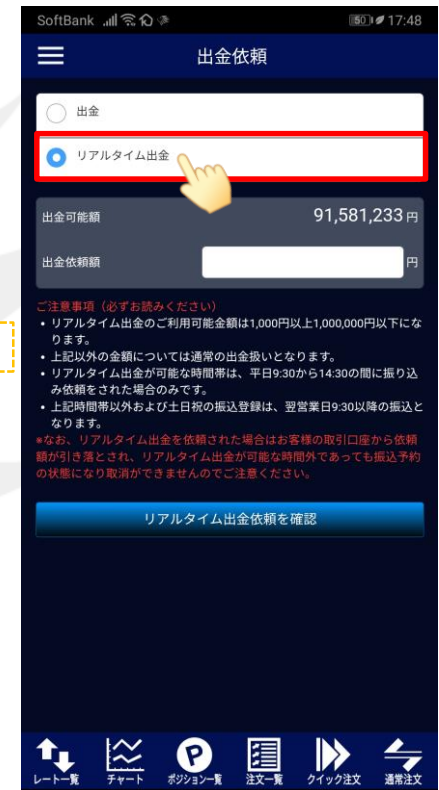 SoftBank 50 17:48
出金依頼
出金
リアルタイム出金
出金可能額 91,581,233 円
出金依頼額 円
ご注意事項（必ずお読みください）
• リアルタイム出金のご利用可能金額は1,000円以上1,000,000円以下にな
ります。
• 上記以外の金額については通常の出金扱いとなります。
• リアルタイム出金が可能な時間帯は、平日9:30から14:30の間に振り込
み依頼をされた場合のみです。
• 上記時間帯以外および土日祝の振込登録は、翌営業日9:30以降の振込と
なります。
※なお、リアルタイム出金を依頼された場合はお客様の取引口座から依頼
額が引き落とされ、リアルタイム出金が可能な時間外であっても振込予約
の状態になり取消ができませんのでご注意ください。
リアルタイム出金依頼を確認
レート一覧 チャート ポジション一覧 注文一覧 クイック注文 通常注文